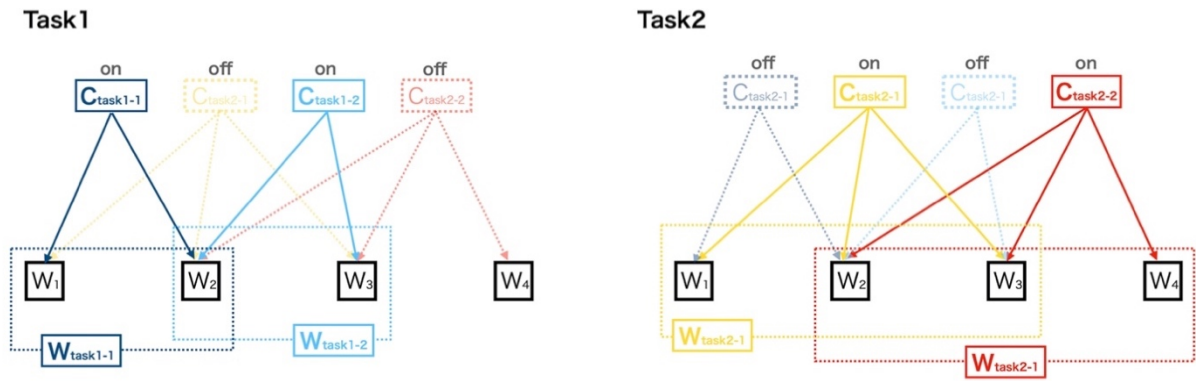 Task1
Task2
on off on off
off on off on
Ctask1-1 Ctask2-1 Ctask1-2 Ctask2-2
Ctask2-1 Ctask2-1 Ctask2-1 Ctask2-2
W1 W2 W3 W4
W1 W2 W3 W4
Wtask1-1 Wtask1-2
Wtask2-1 Wtask2-1